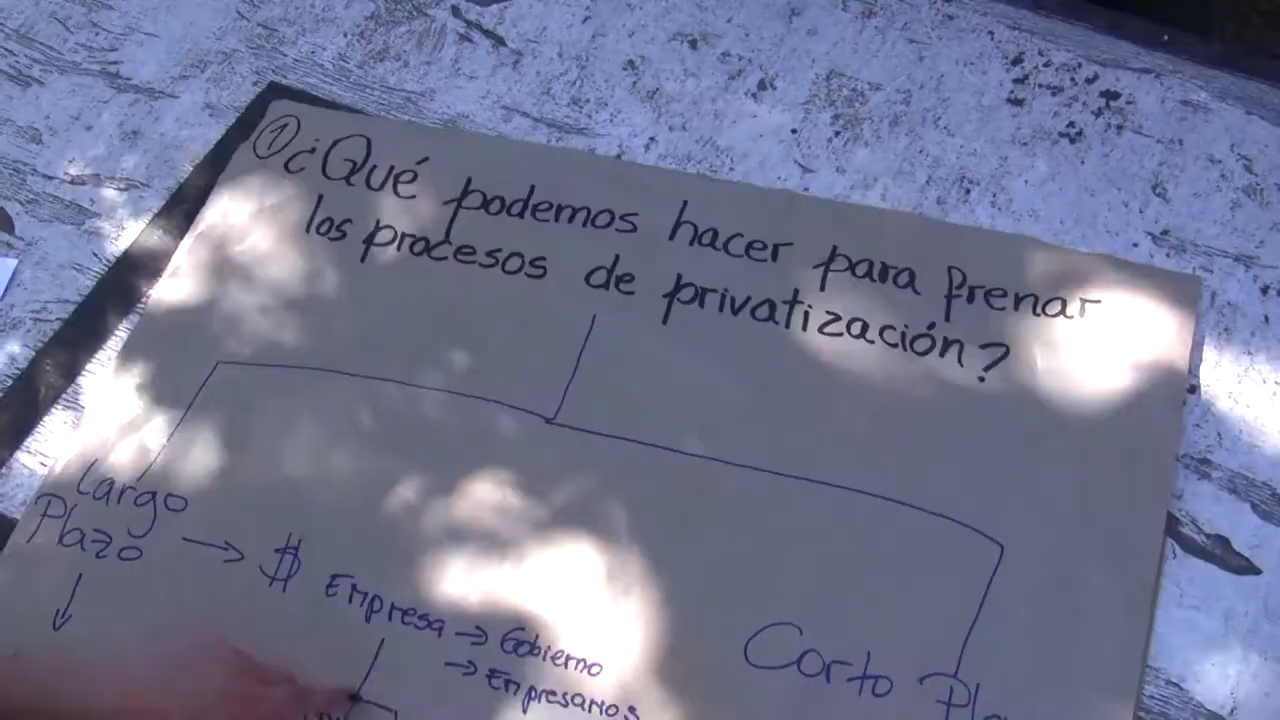 ① ¿Qué podemos hacer para frenar
los procesos de privatización?
Largo
Plazo → $ Empresa → Gobierno
→ Empresarios
Corto